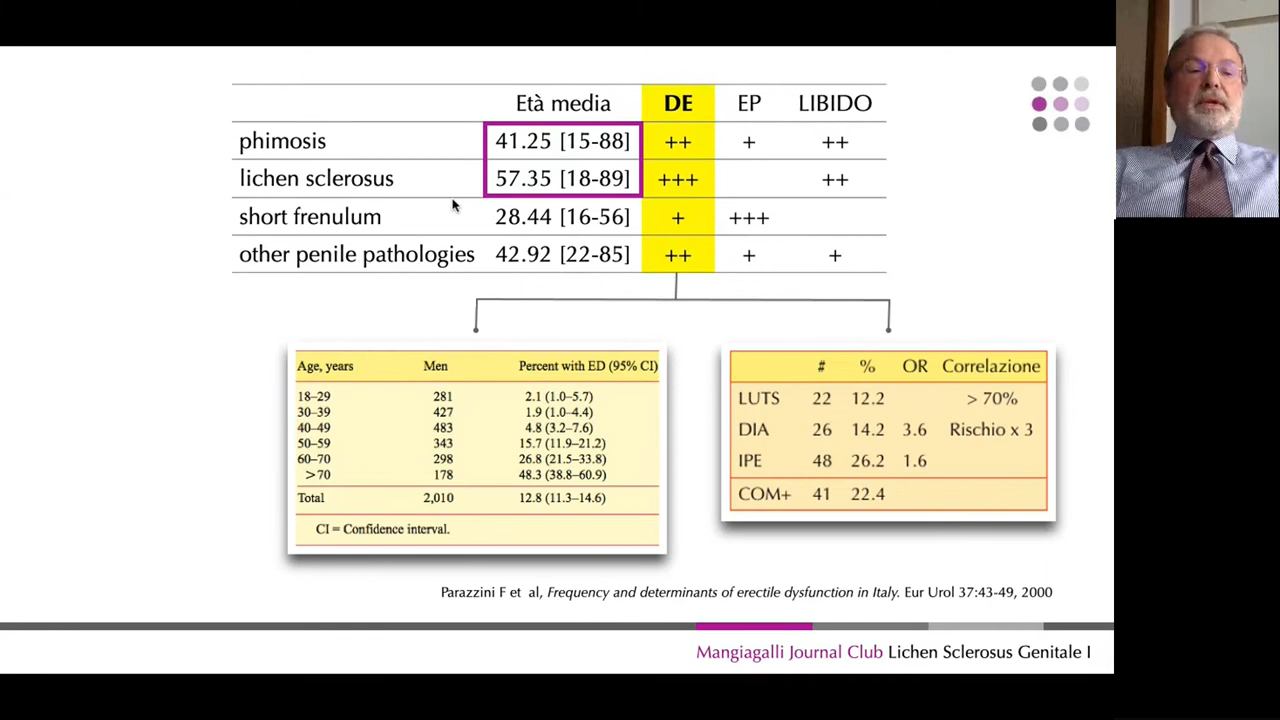 Età media DE EP LIBIDO
phimosis 41.25 [15-88] ++ + ++
lichen sclerosus 57.35 [18-89] +++ ++
short frenulum 28.44 [16-56] + +++
other penile pathologies 42.92 [22-85] ++ + +
Age, years Men Percent with ED (95% CI)
18–29 281 2.1 (1.0–5.7)
30–39 427 1.9 (1.0–4.4)
40–49 483 4.8 (3.2–7.6)
50–59 343 15.7 (11.9–21.2)
60–70 298 26.8 (21.5–33.8)
>70 178 48.3 (38.8–60.9)
Total 2,010 12.8 (11.3–14.6)
CI = Confidence interval.
# % OR Correlazione
LUTS 22 12.2 > 70%
DIA 26 14.2 3.6 Rischio x 3
IPE 48 26.2 1.6
COM+ 41 22.4
Parazzini F et al, Frequency and determinants of erectile dysfunction in Italy. Eur Urol 37:43-49, 2000
Mangiagalli Journal Club Lichen Sclerosus Genitale I